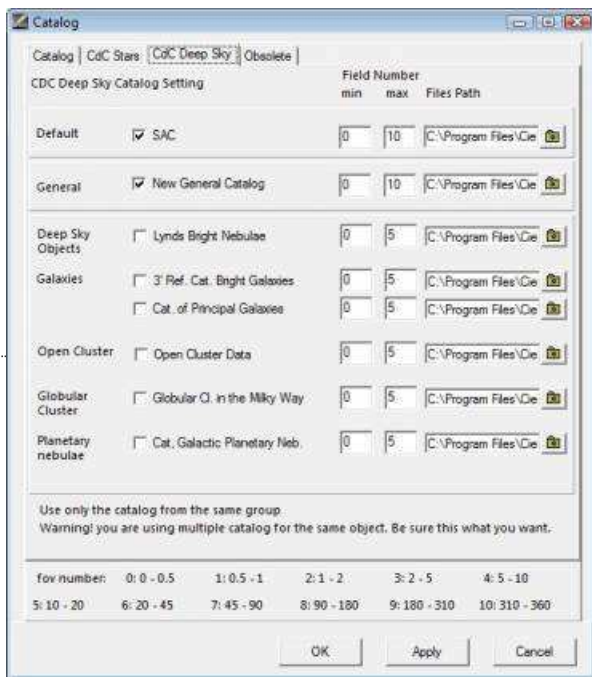 Catalog
Catalog | CdC Stars | CdC Deep Sky | Obsolete
CDC Deep Sky Catalog Setting
Field Number
min max Files Path
Default SAC 0 10 C:\Program Files\Cie
General New General Catalog 0 10 C:\Program Files\Cie
Deep Sky Objects Lynds Bright Nebulae 0 5 C:\Program Files\Cie
Galaxies 3' Ref. Cat. Bright Galaxies 0 5 C:\Program Files\Cie
Cat. of Principal Galaxies 0 5 C:\Program Files\Cie
Open Cluster Open Cluster Data 0 5 C:\Program Files\Cie
Globular Cluster Globular Cl. in the Milky Way 0 5 C:\Program Files\Cie
Planetary nebulae Cat, Galactic Planetary Neb. 0 5 C:\Program Files\Cie
Use only the catalog from the same group
Warning! you are using multiple catalog for the same object. Be sure this what you want.
fov number: 0: 0 - 0.5 1: 0.5 - 1 2: 1 - 2 3: 2 - 5 4: 5 - 10
5: 10 - 20 6: 20 - 45 7: 45 - 90 8: 90 - 180 9: 180 - 310 10: 310 - 360
OK Apply Cancel